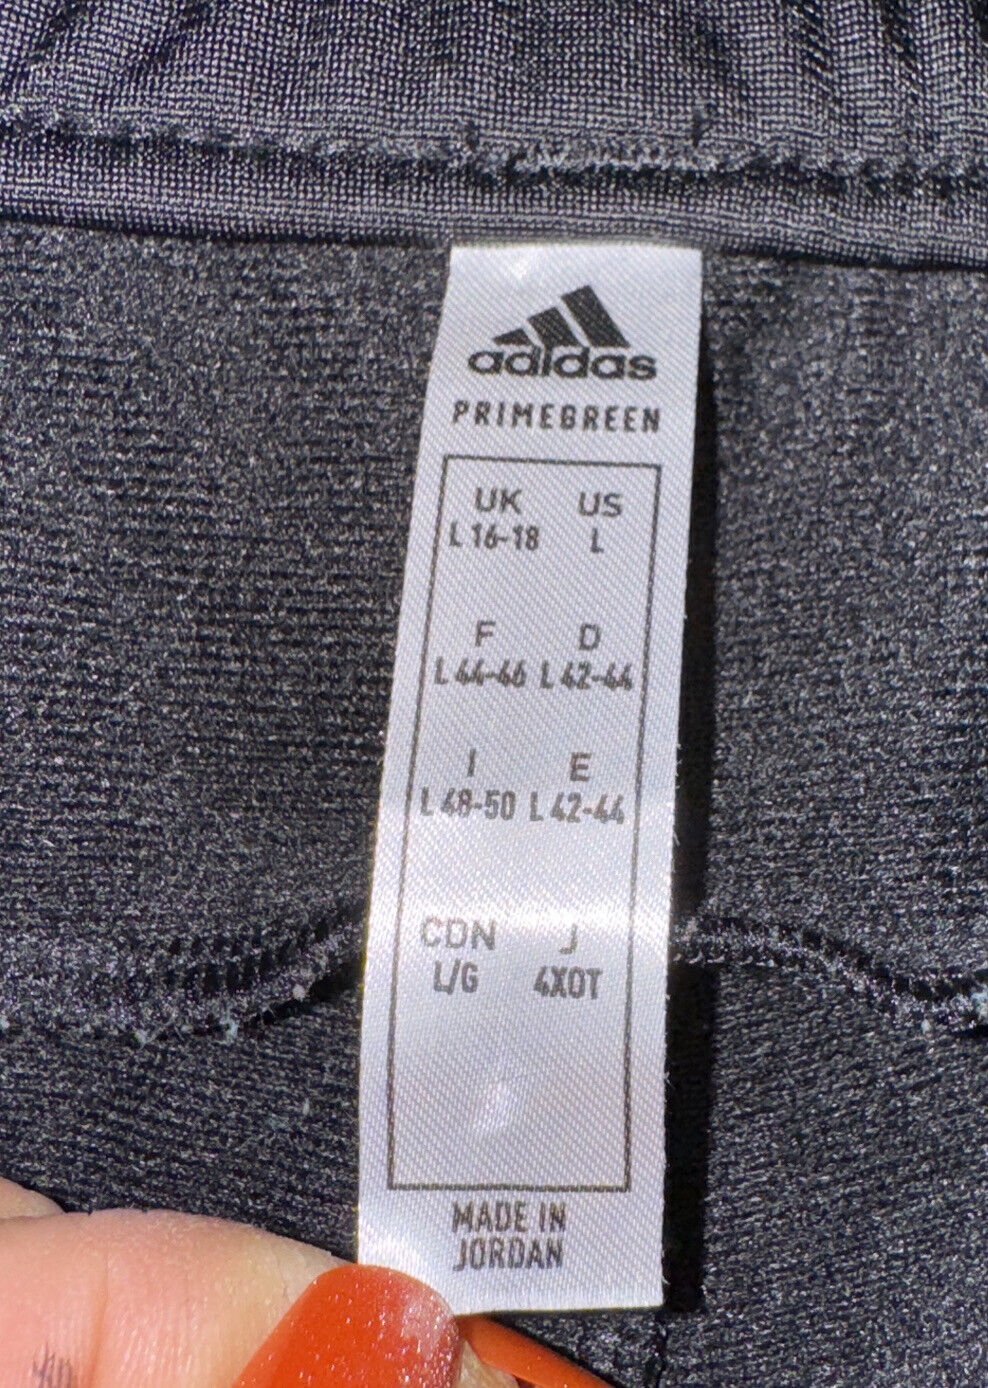 adidas
PRIMEGREEN
UK US
L 16-18 L
F D
L 44-46 L 42-44
I E
L 48-50 L 42-44
CDN J
L/G 4XOT
MADE IN
JORDAN